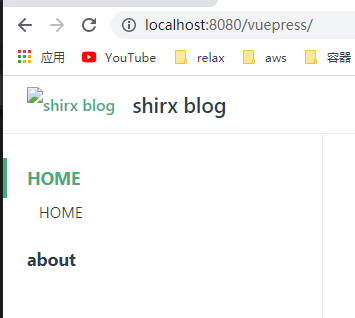 localhost:8080/vuepress/
应用 YouTube relax aws 容器
shirx blog shirx blog
HOME
HOME
about